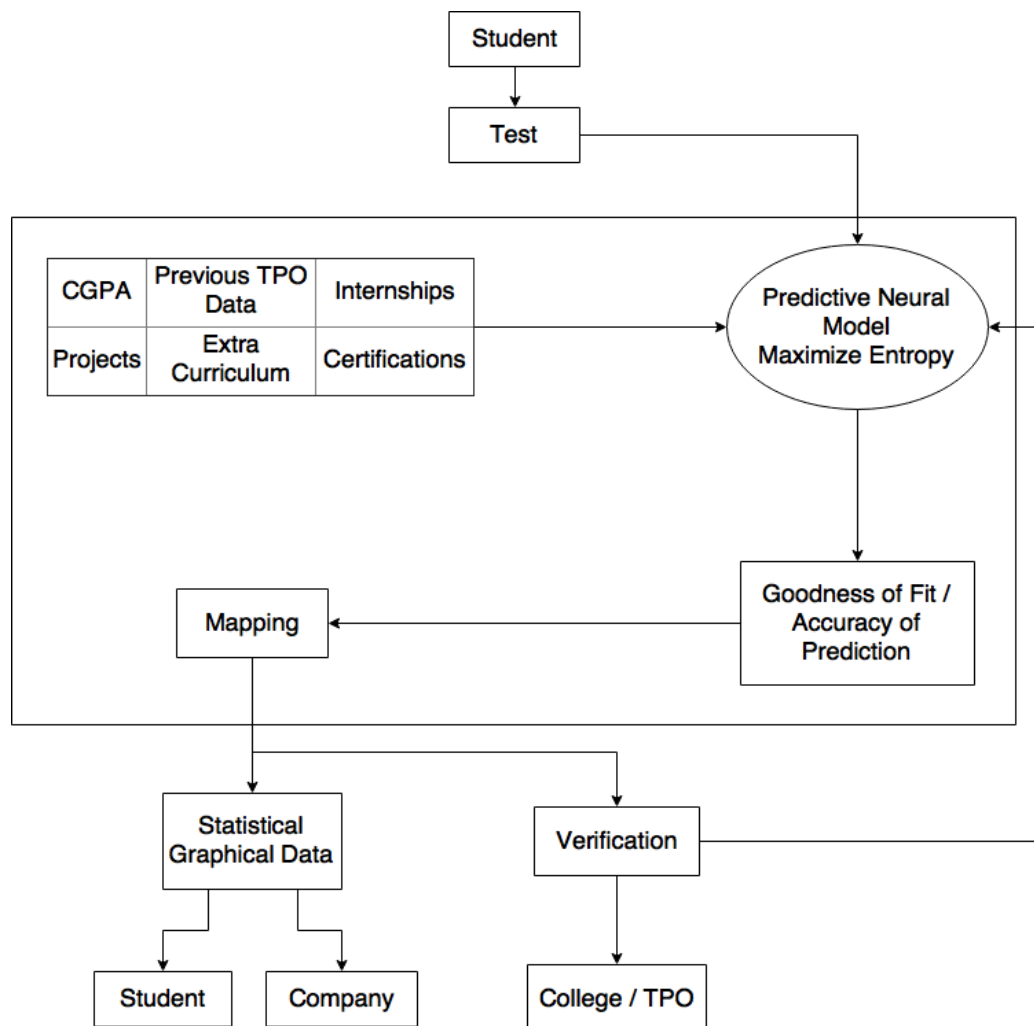 Student
Test
CGPA
Previous TPO
Data
Internships
Projects
Extra
Curriculum
Certifications
Predictive Neural
Model
Maximize Entropy
Mapping
Goodness of Fit /
Accuracy of
Prediction
Statistical
Graphical Data
Verification
Student
Company
College / TPO